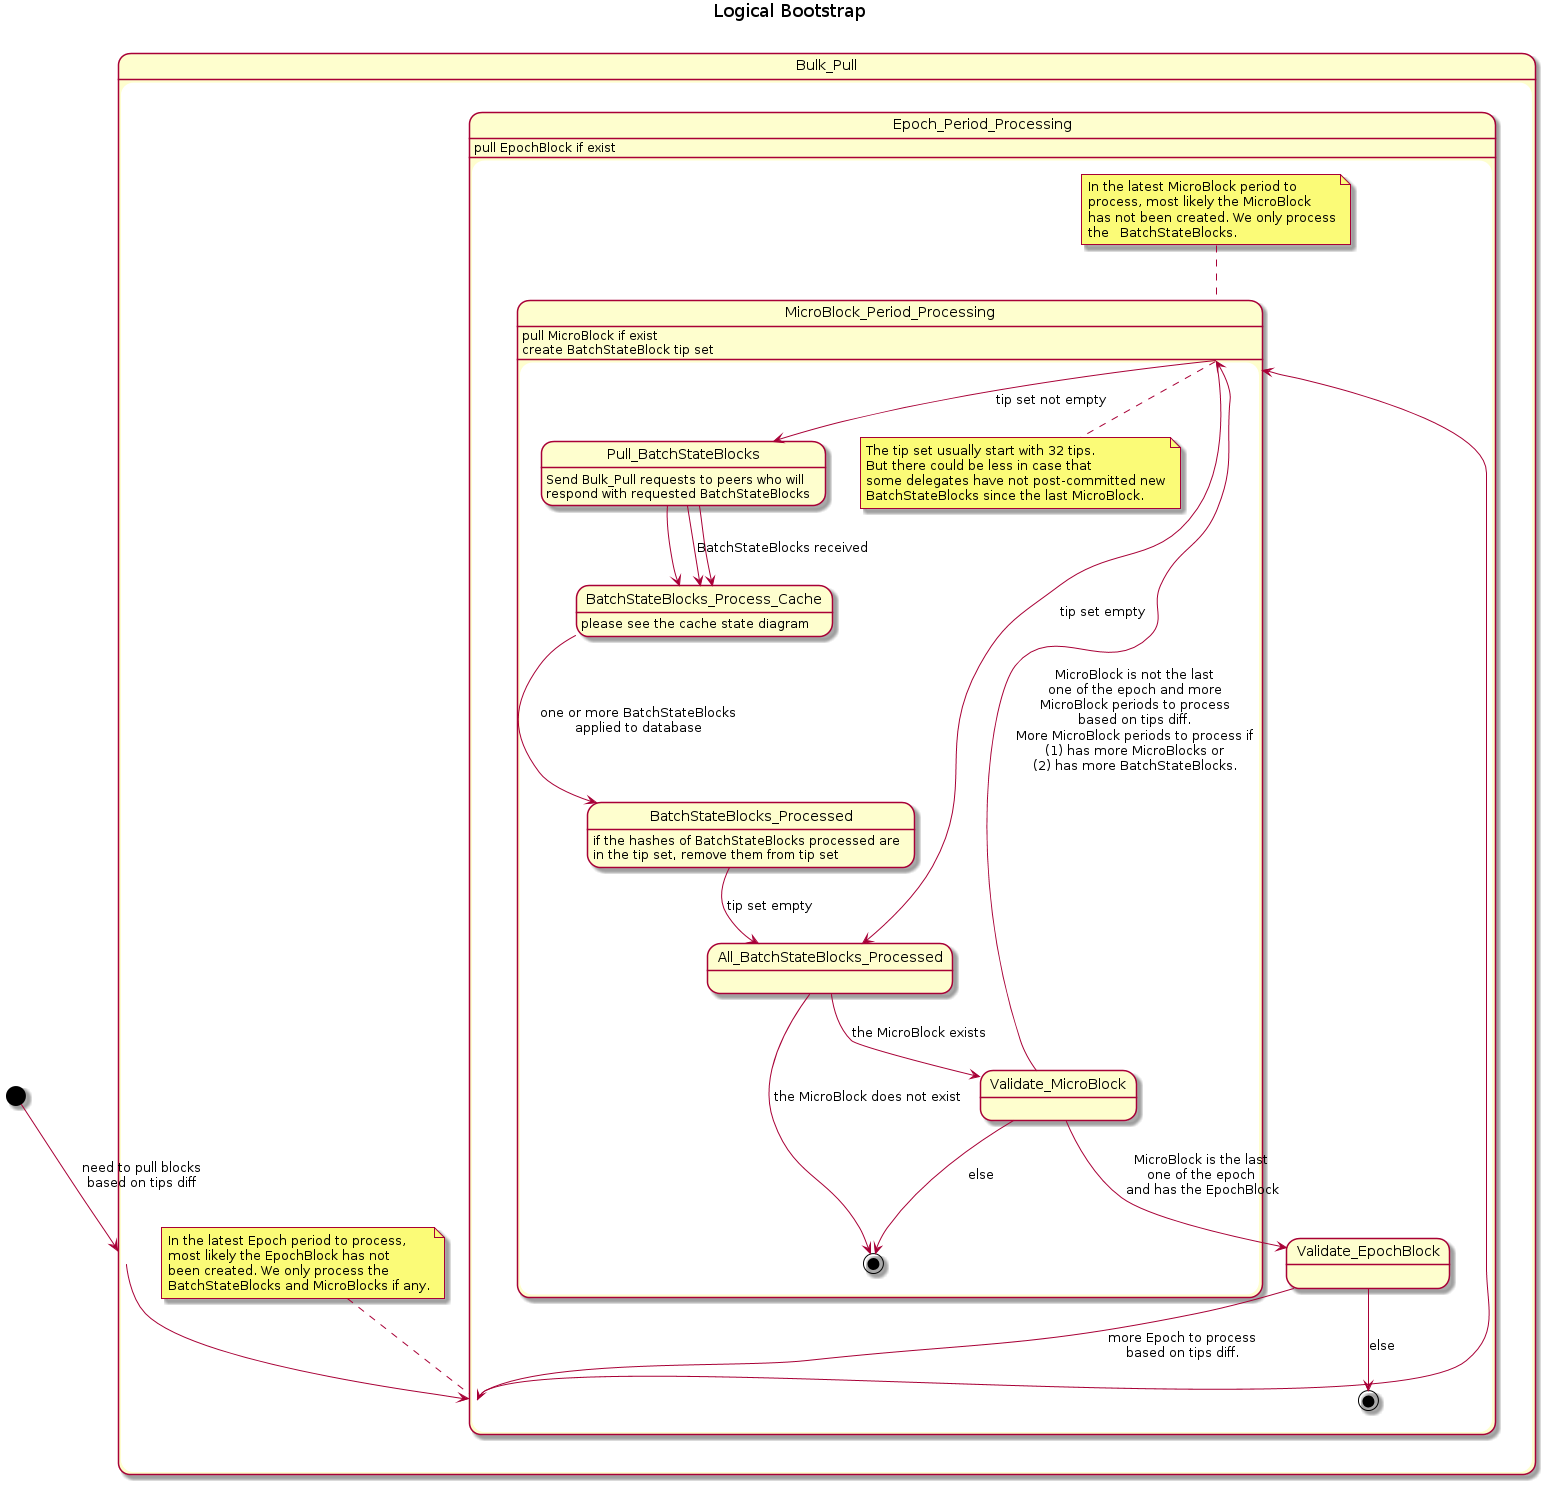 Logical Bootstrap
Bulk_Pull
Epoch_Period_Processing
pull EpochBlock if exist
In the latest MicroBlock period to
process, most likely the MicroBlock
has not been created. We only process
the   BatchStateBlocks.
MicroBlock_Period_Processing
pull MicroBlock if exist
create BatchStateBlock tip set
tip set not empty
Pull_BatchStateBlocks
Send Bulk_Pull requests to peers who will
respond with requested BatchStateBlocks
The tip set usually start with 32 tips.
But there could be less in case that
some delegates have not post-committed new
BatchStateBlocks since the last MicroBlock.
BatchStateBlocks received
BatchStateBlocks_Process_Cache
please see the cache state diagram
tip set empty
MicroBlock is not the last
one of the epoch and more
MicroBlock periods to process
based on tips diff.
More MicroBlock periods to process if
(1) has more MicroBlocks or
(2) has more BatchStateBlocks.
one or more BatchStateBlocks
applied to database
BatchStateBlocks_Processed
if the hashes of BatchStateBlocks processed are
in the tip set, remove them from tip set
tip set empty
All_BatchStateBlocks_Processed
the MicroBlock exists
Validate_MicroBlock
the MicroBlock does not exist
need to pull blocks
based on tips diff
else
MicroBlock is the last
one of the epoch
and has the EpochBlock
In the latest Epoch period to process,
most likely the EpochBlock has not
been created. We only process the
BatchStateBlocks and MicroBlocks if any.
Validate_EpochBlock
more Epoch to process
based on tips diff.
else